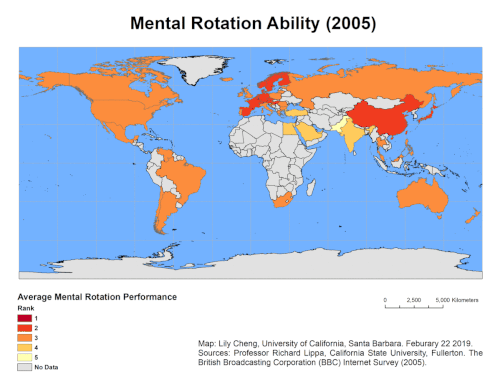 Mental Rotation Ability (2005)
Average Mental Rotation Performance
Rank
1
2
3
4
5
No Data
0 2,500 5,000 Kilometers
Map: Lily Cheng, University of California, Santa Barbara. Feburary 22 2019.
Sources: Professor Richard Lippa, California State University, Fullerton. The
British Broadcasting Corporation (BBC) Internet Survey (2005).